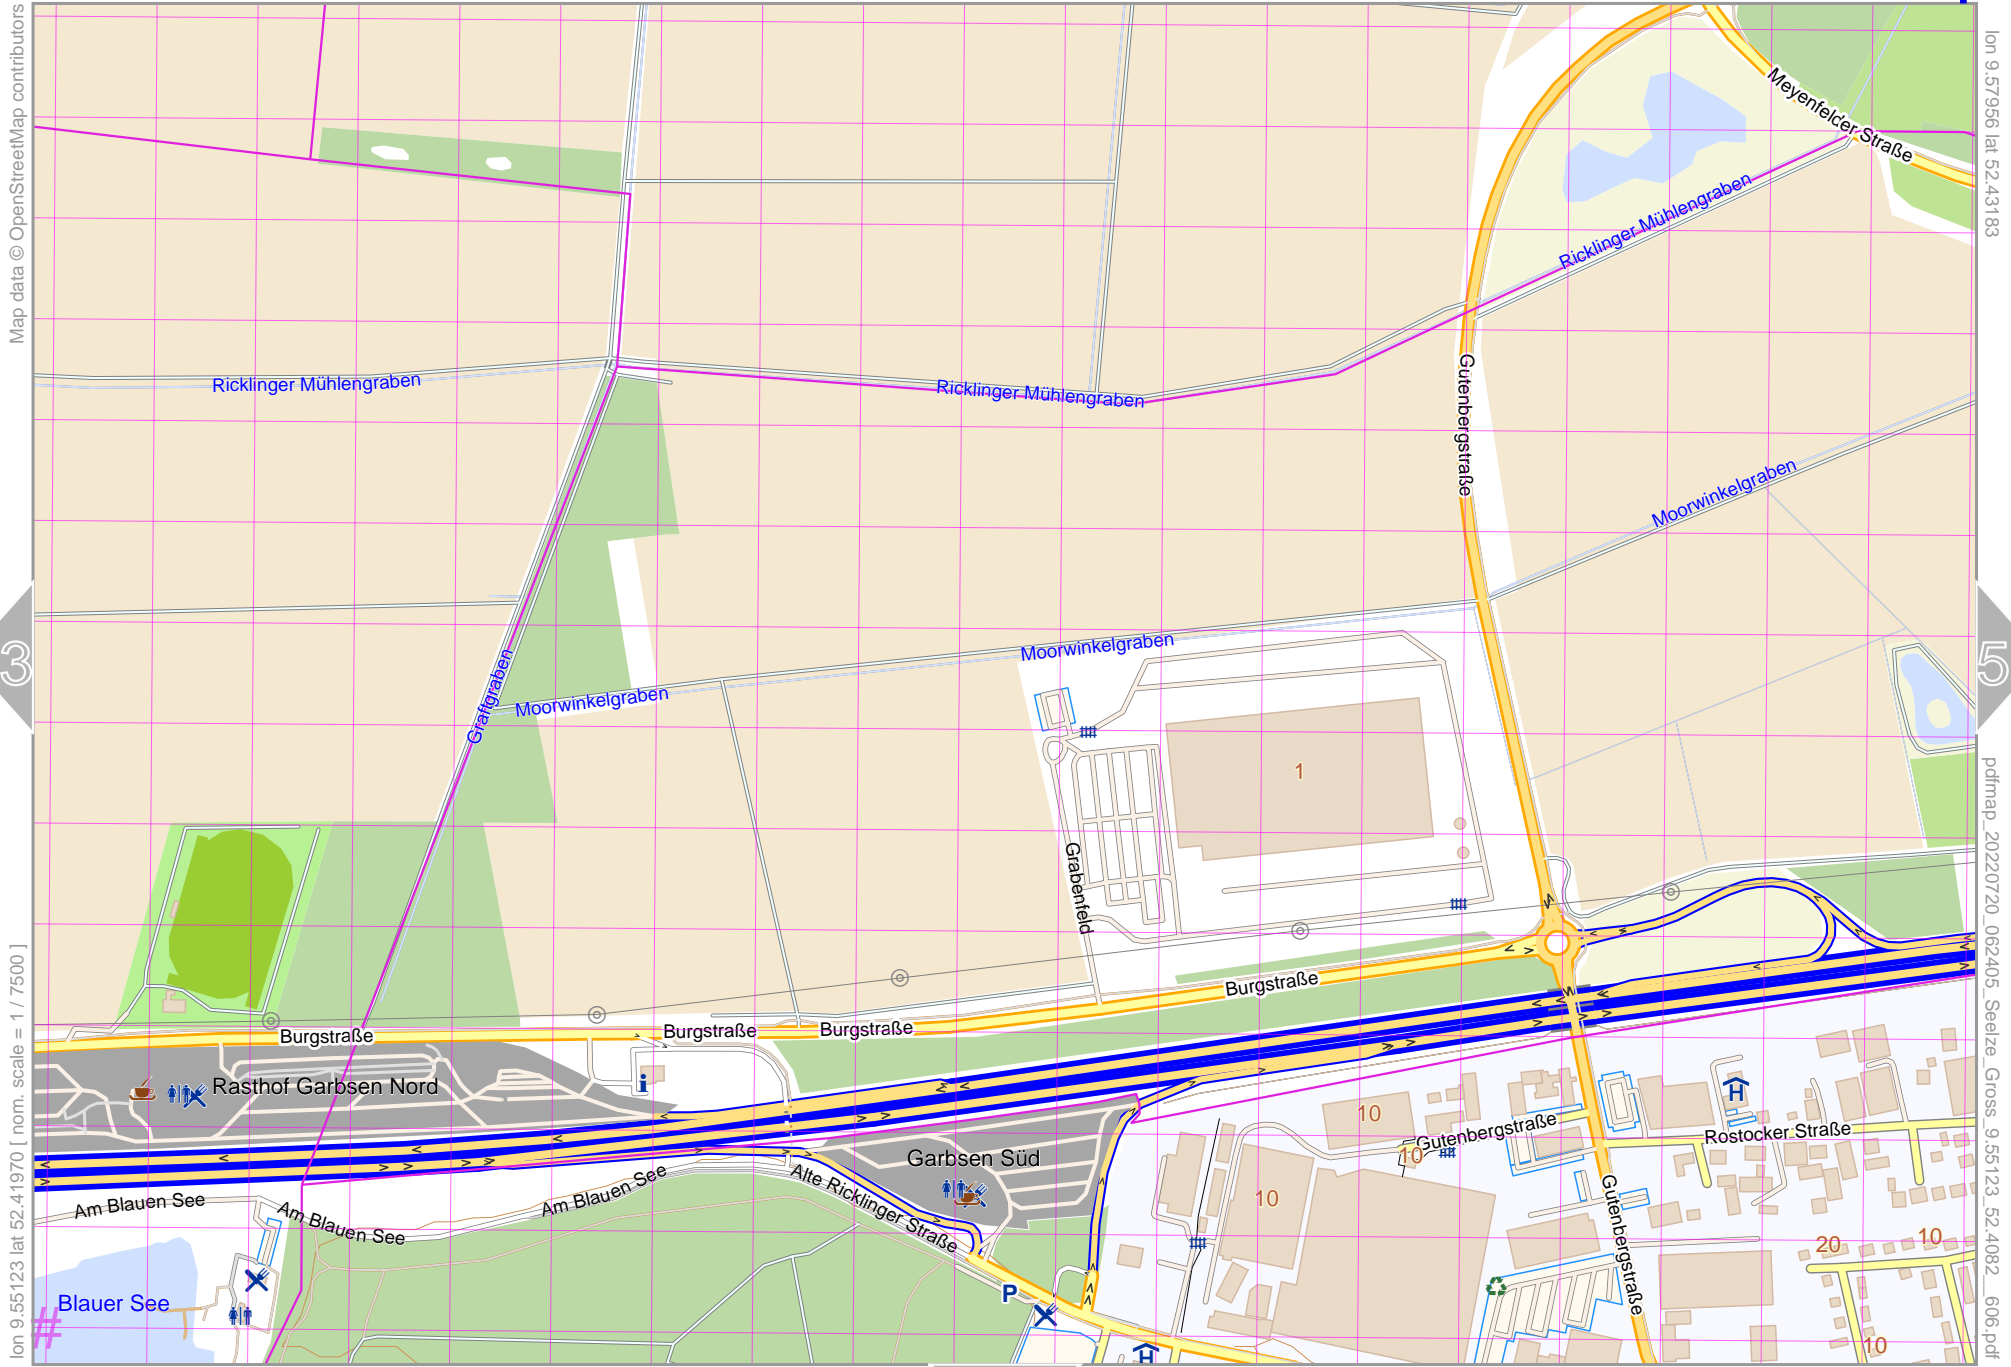 Map data © OpenStreetMap contributors
lon 9.57956 lat 52.43183
Meyenfelder Straße
Ricklinger Mühlengraben
Ricklinger Mühlengraben
Ricklinger Mühlengraben
Gutenbergstraße
Moorwinkelgraben
Moorwinkelgraben
Moorwinkelgraben
Graftgraben
3
5
1
Grabenfeld
Burgstraße
Burgstraße
Burgstraße
Burgstraße
Rasthof Garbsen Nord
i
Garbsen Süd
10
10
10
Gutenbergstraße
H
Rostocker Straße
Am Blauen See
Am Blauen See
Am Blauen See
Alte Ricklinger Straße
Gutenbergstraße
20
10
10
Blauer See
#
P
H
lon 9.55123 lat 52.41970 [ nom. scale = 1 / 7500 ]
pdfmap_20220720_062405_Seelze_Gross_9.55123_52.4082__606.pdf